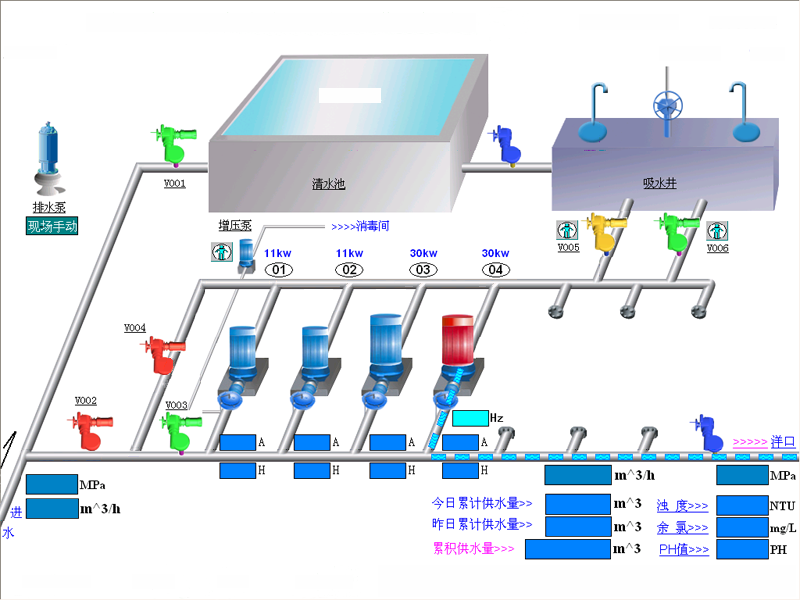 V001
清水池
吸水井
排水泵
现场手动
增压泵
>>>>消毒间
V005
V006
11kw
11kw
30kw
30kw
01
02
03
04
V004
V002
V003
Hz
A
A
A
A
>>>>> 洋口
H
H
H
H
MPa
m^3/h
MPa
进
水
m^3/h
今日累计供水量>>
m^3
浊 度>>>
NTU
昨日累计供水量>>
m^3
余 氯>>>
mg/L
累积供水量>>>
m^3
PH值>>>
PH